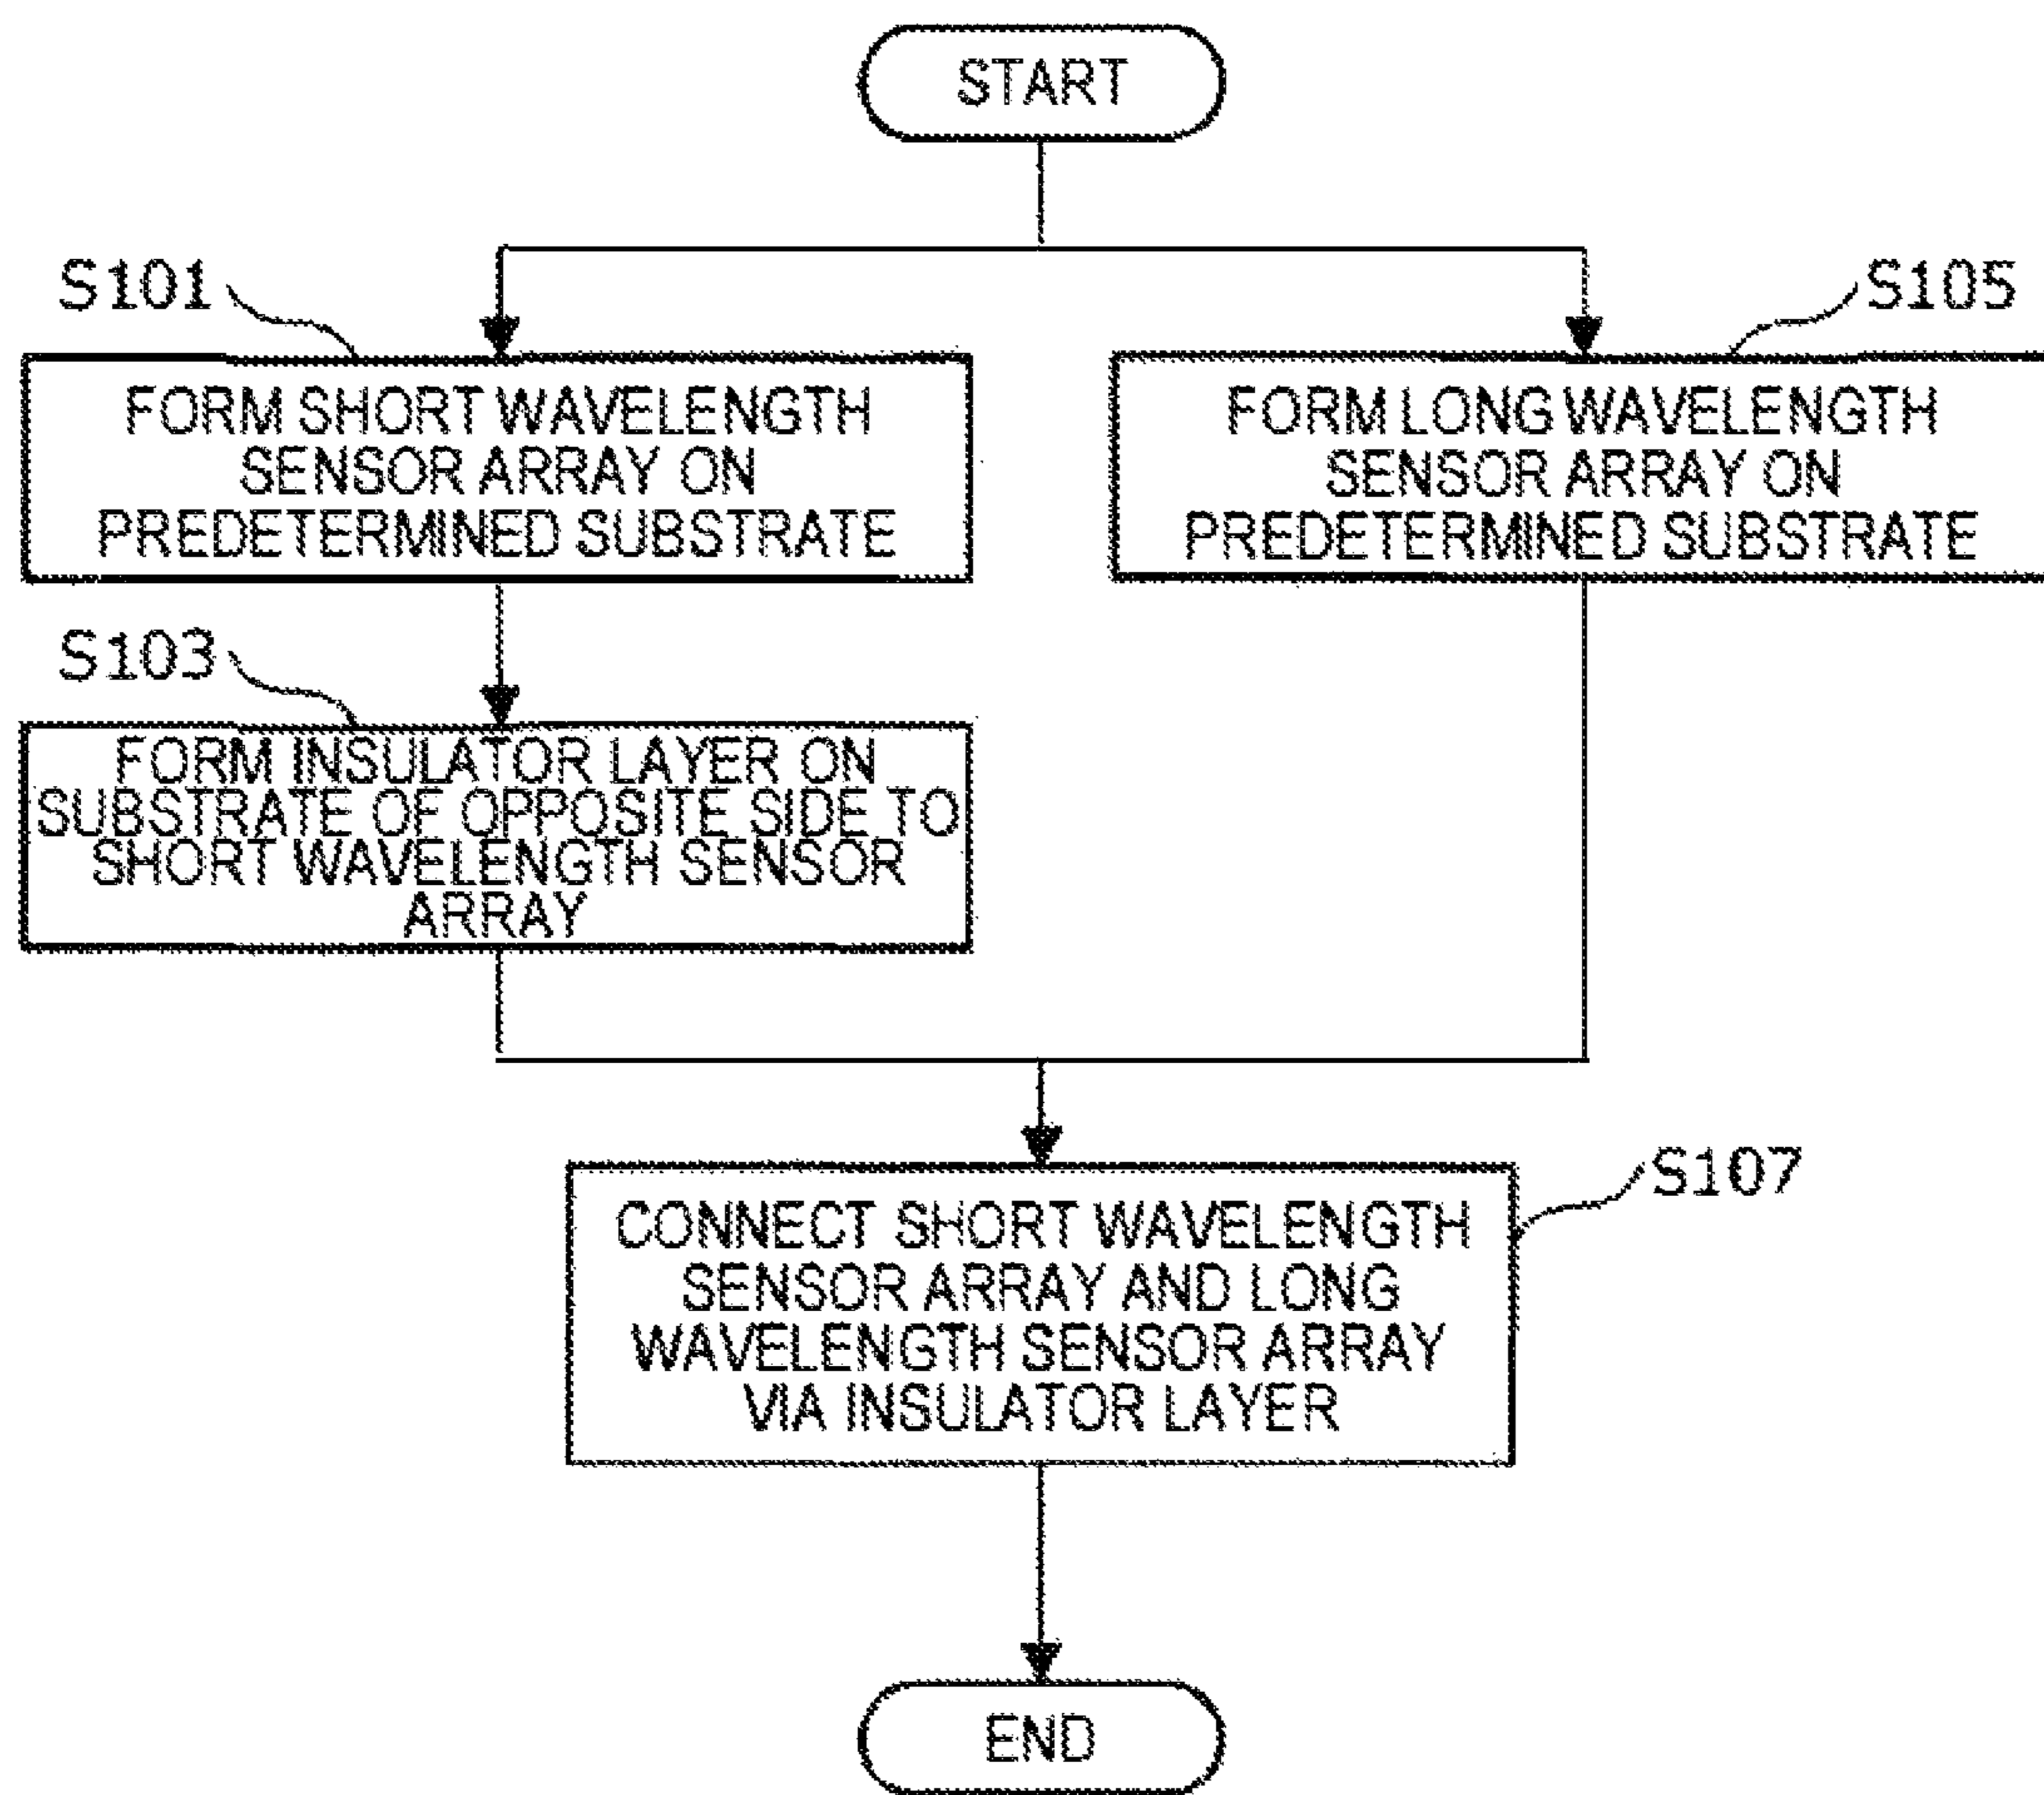 START
S101
FORM SHORT WAVELENGTH
SENSOR ARRAY ON
PREDETERMINED SUBSTRATE
S105
FORM LONG WAVELENGTH
SENSOR ARRAY ON
PREDETERMINED SUBSTRATE
S103
FORM INSULATOR LAYER ON
SUBSTRATE OF OPPOSITE SIDE TO
SHORT WAVELENGTH SENSOR
ARRAY
S107
CONNECT SHORT WAVELENGTH
SENSOR ARRAY AND LONG
WAVELENGTH SENSOR ARRAY
VIA INSULATOR LAYER
END